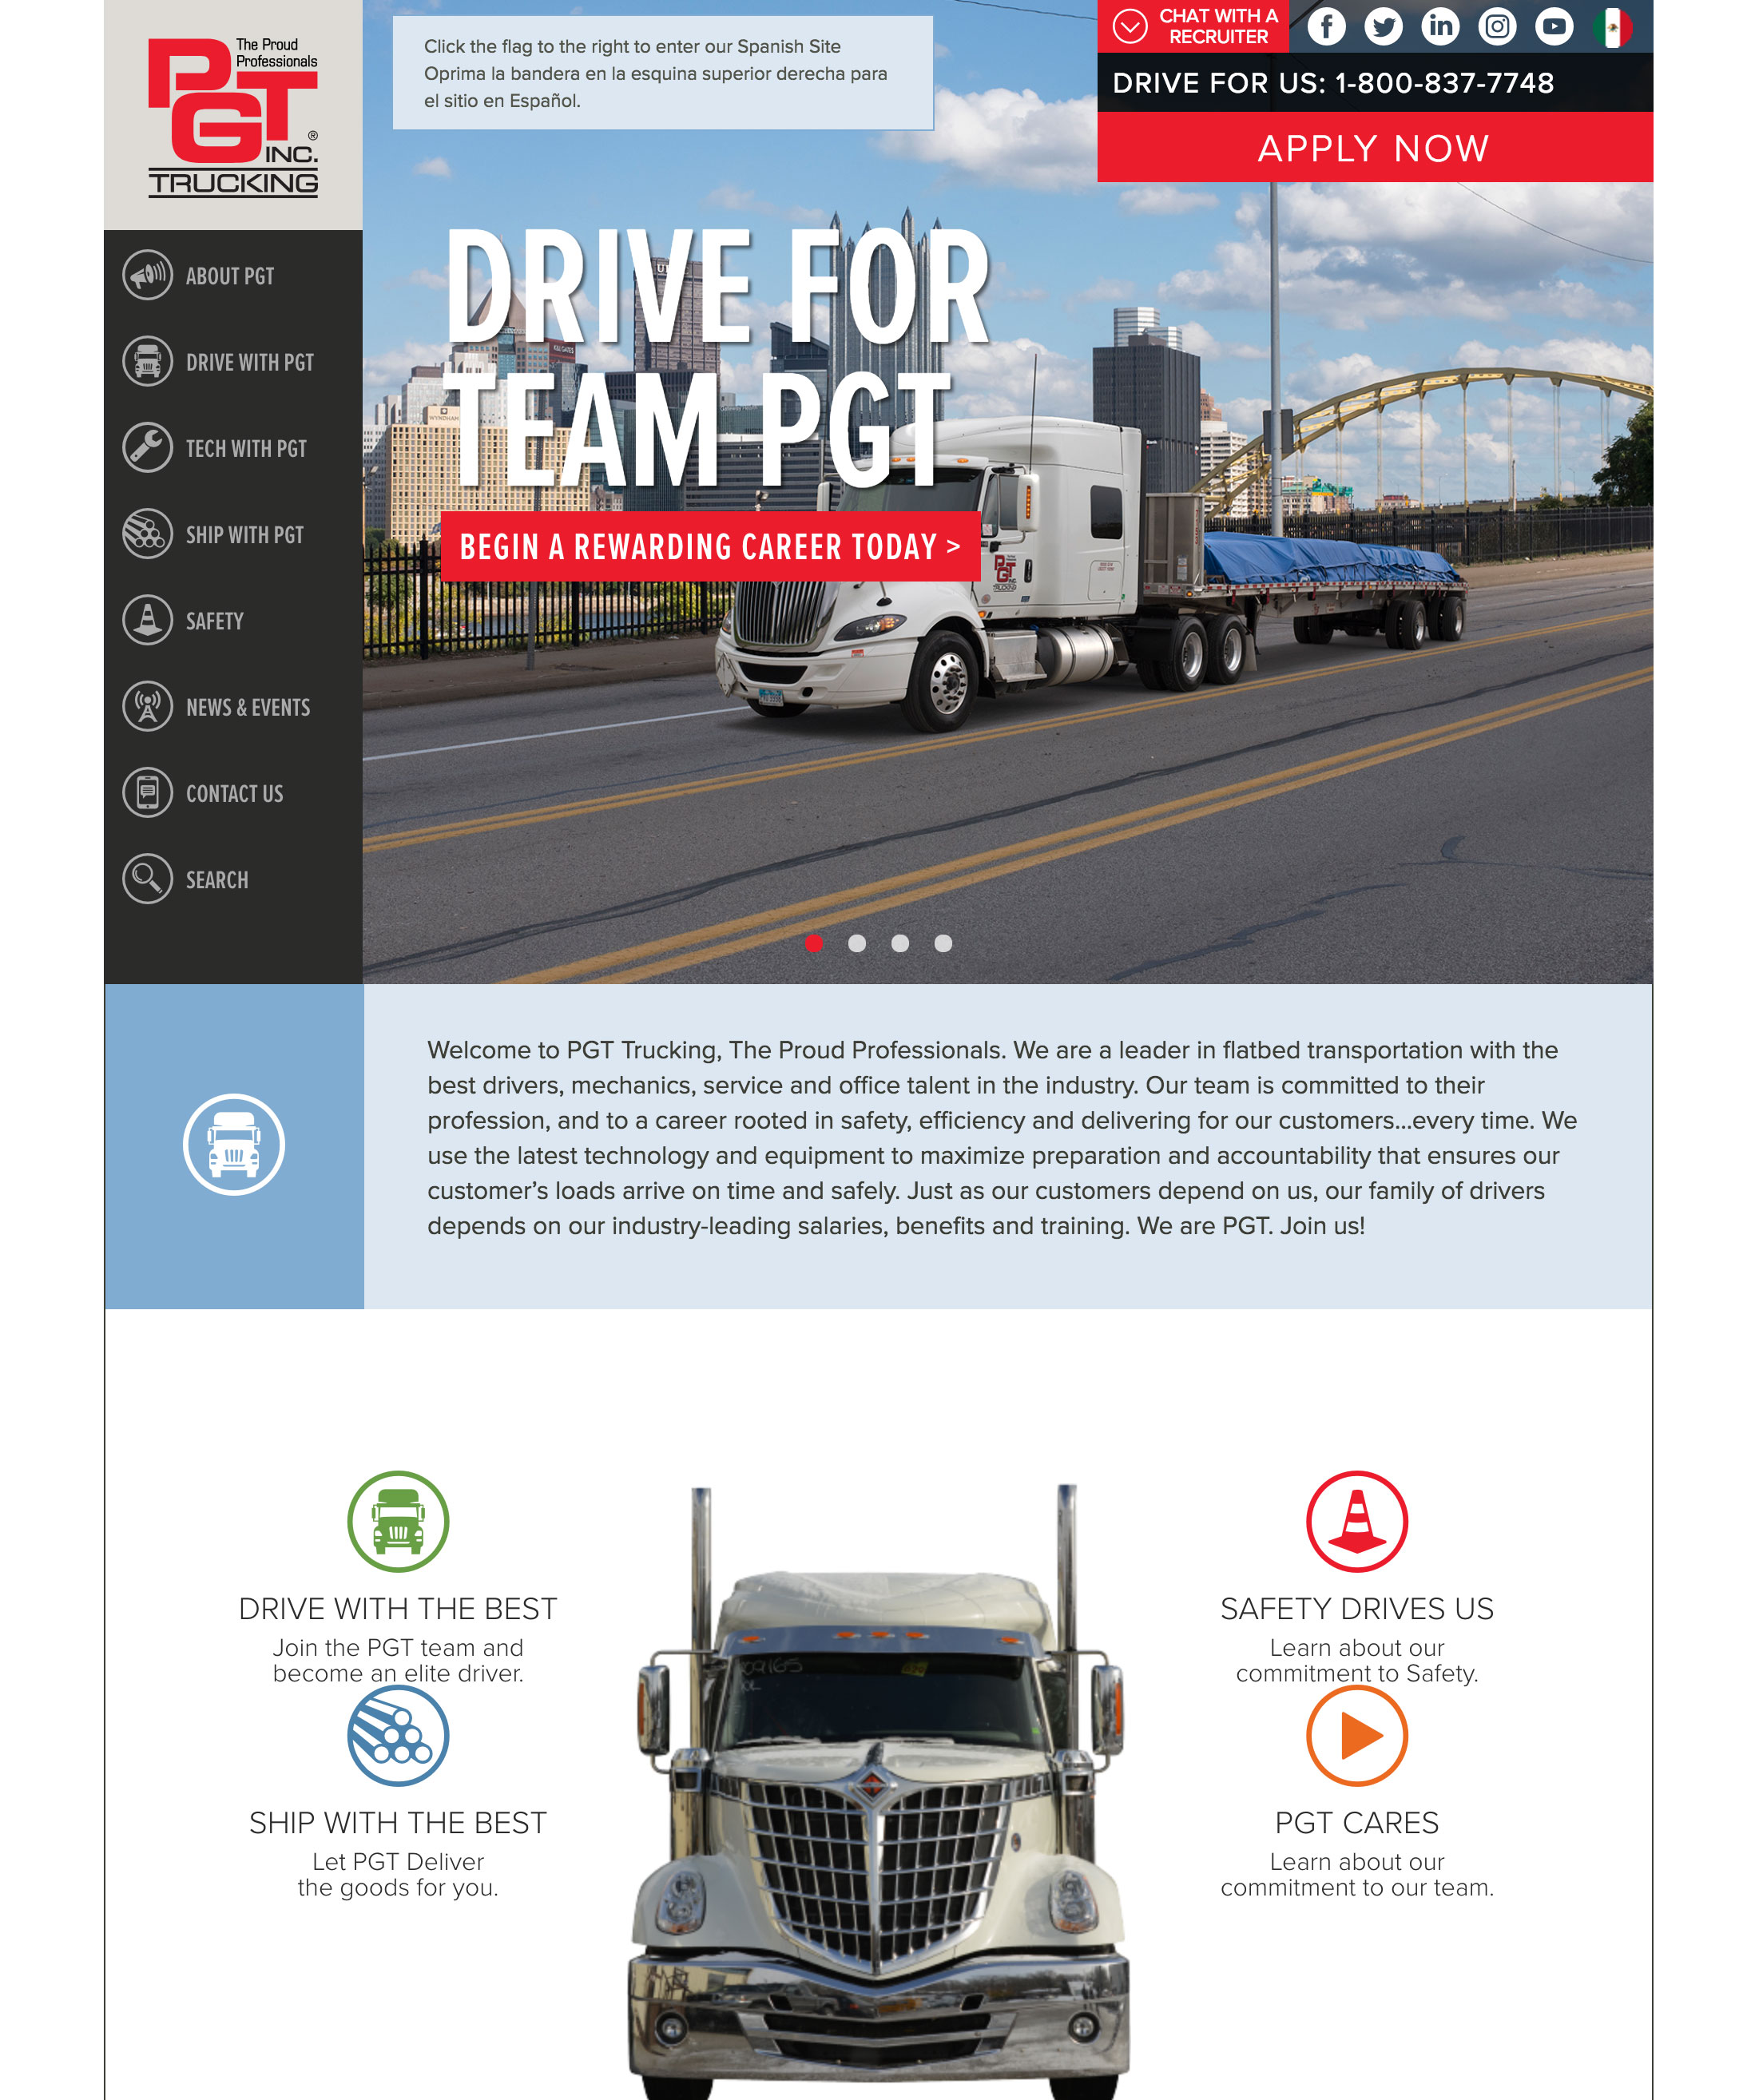 The Proud
Professionals
PGT
INC.
®
TRUCKING
Click the flag to the right to enter our Spanish Site
Oprima la bandera en la esquina superior derecha para
el sitio en Español.
CHAT WITH A
RECRUITER
DRIVE FOR US: 1-800-837-7748
APPLY NOW
ABOUT PGT
DRIVE WITH PGT
TECH WITH PGT
SHIP WITH PGT
SAFETY
NEWS & EVENTS
CONTACT US
SEARCH
DRIVE FOR
TEAM PGT
BEGIN A REWARDING CAREER TODAY >
K&L GATES
WYNDHAM
PGT
INC.
TRUCKING
Welcome to PGT Trucking, The Proud Professionals. We are a leader in flatbed transportation with the
best drivers, mechanics, service and office talent in the industry. Our team is committed to their
profession, and to a career rooted in safety, efficiency and delivering for our customers...every time. We
use the latest technology and equipment to maximize preparation and accountability that ensures our
customer’s loads arrive on time and safely. Just as our customers depend on us, our family of drivers
depends on our industry-leading salaries, benefits and training. We are PGT. Join us!
DRIVE WITH THE BEST
Join the PGT team and
become an elite driver.
SHIP WITH THE BEST
Let PGT Deliver
the goods for you.
SAFETY DRIVES US
Learn about our
commitment to Safety.
PGT CARES
Learn about our
commitment to our team.